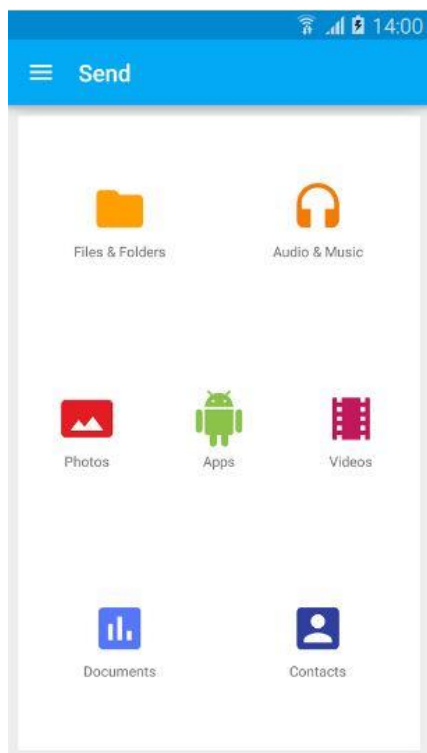 14:00
Send
Files & Folders
Audio & Music
Photos
Apps
Videos
Documents
Contacts